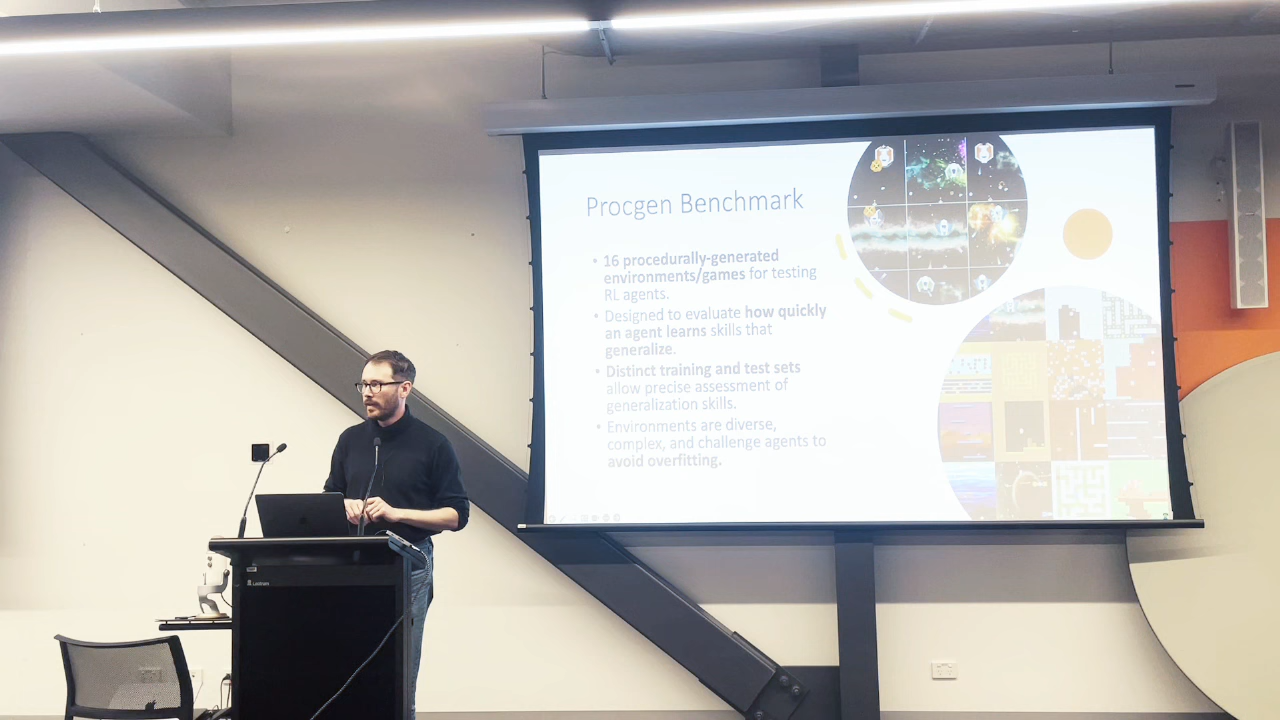 Procgen Benchmark
• 16 procedurally-generated
environments/games for testing
RL agents.
• Designed to evaluate how quickly
an agent learns skills that
generalize.
• Distinct training and test sets
allow precise assessment of
generalization skills.
• Environments are diverse,
complex, and challenge agents to
avoid overfitting.
Lectrum